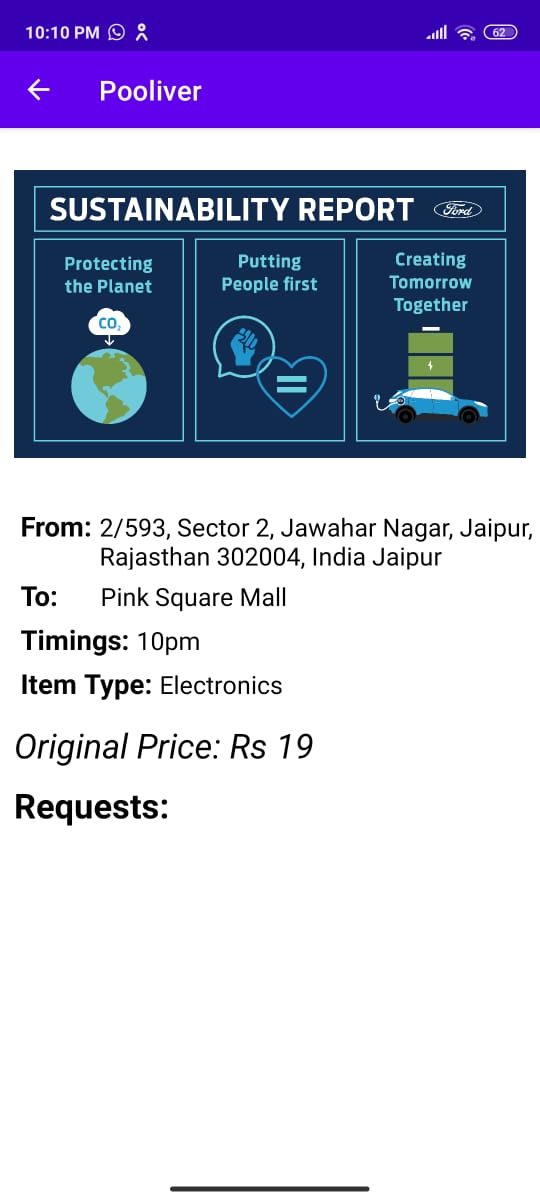 10:10 PM 62
Pooliver
SUSTAINABILITY REPORT Ford
Protecting
the Planet
CO2
Putting
People first
Creating
Tomorrow
Together
From: 2/593, Sector 2, Jawahar Nagar, Jaipur,
Rajasthan 302004, India Jaipur
To: Pink Square Mall
Timings: 10pm
Item Type: Electronics
Original Price: Rs 19
Requests: